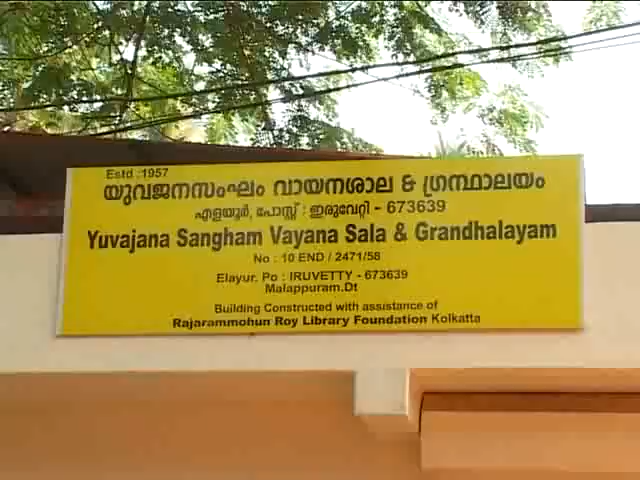 Estd :1957
യുവജനസംഘം വായനശാല & ഗ്രന്ഥാലയം
എളയൂർ, പോസ്റ്റ് : ഇരുവേറ്റി - 673639
Yuvajana Sangham Vayana Sala & Grandhalayam
No : 10 END / 2471/58
Elayur. Po : IRUVETTY - 673639
Malappuram.Dt
Building Constructed with assistance of
Rajarammohun Roy Library Foundation Kolkatta